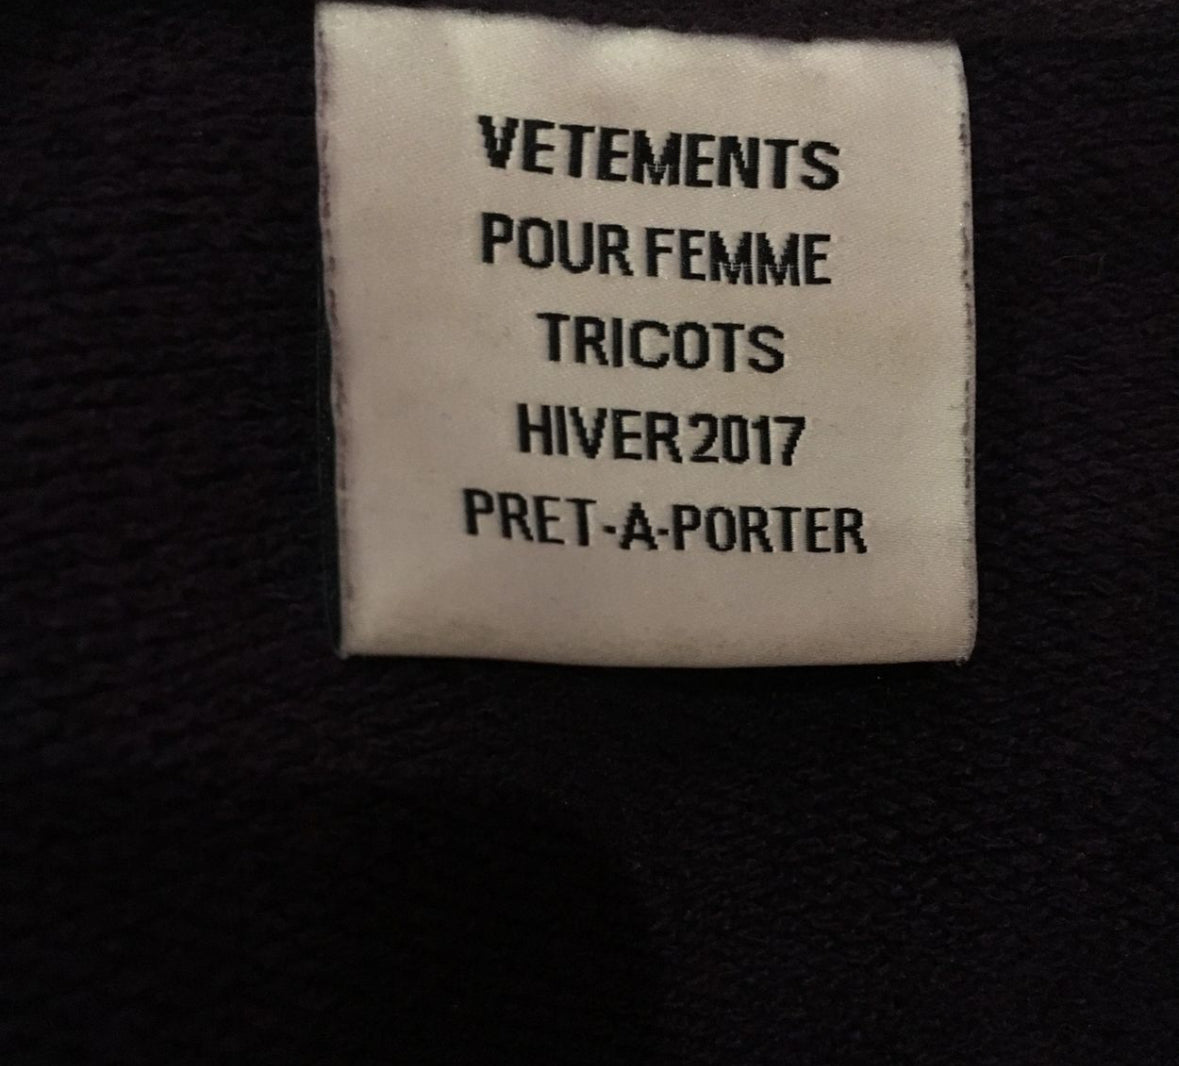 VETEMENTS
POUR FEMME
TRICOTS
HIVER 2017
PRET-A-PORTER